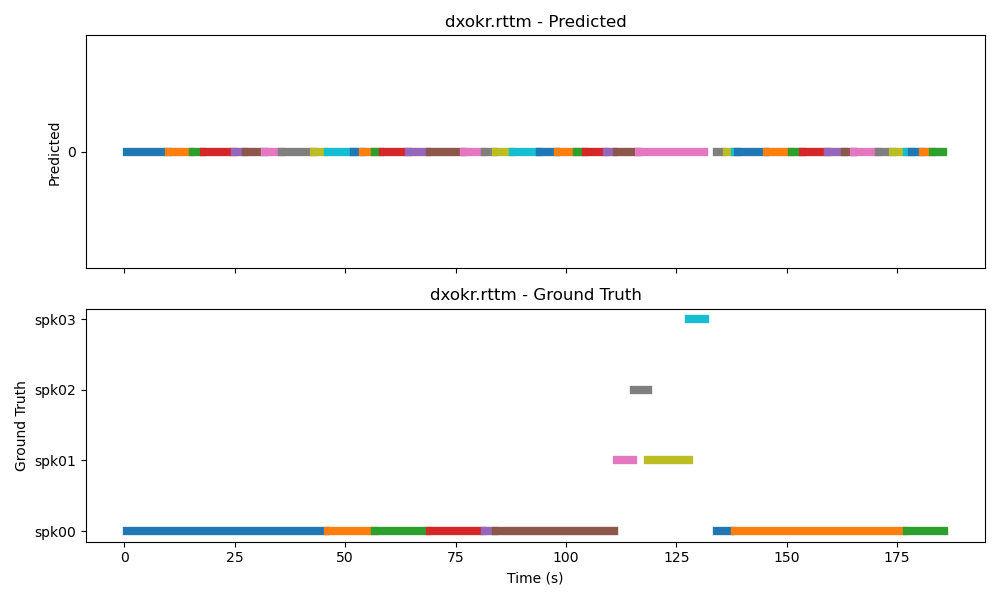 dxokr.rttm - Predicted
Predicted
0
dxokr.rttm - Ground Truth
Ground Truth
spk03
spk02
spk01
spk00
0 25 50 75 100 125 150 175
Time (s)